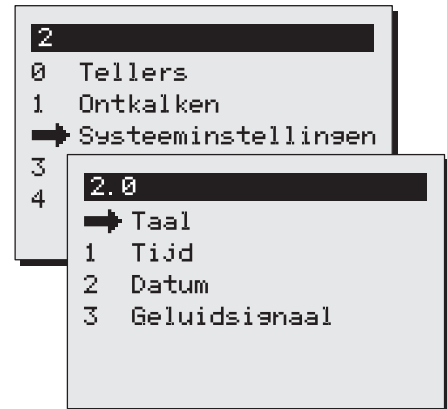 2
0 Tellers
1 Ontkalken
Systeeminstellingen
3
4
2.0
Taal
1 Tijd
2 Datum
3 Geluidsignaal